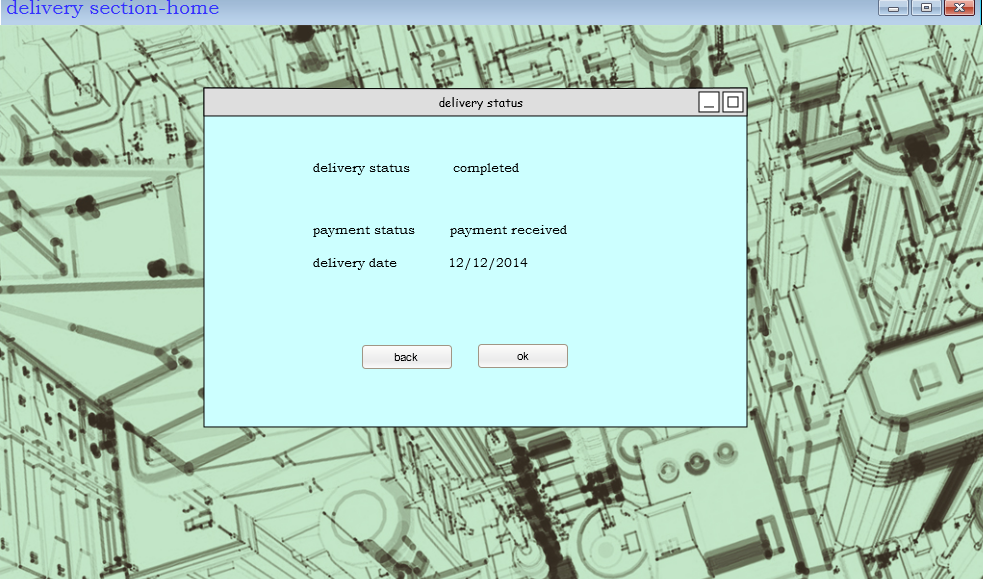 delivery section-home
delivery status
delivery status completed
payment status payment received
delivery date 12/12/2014
back ok